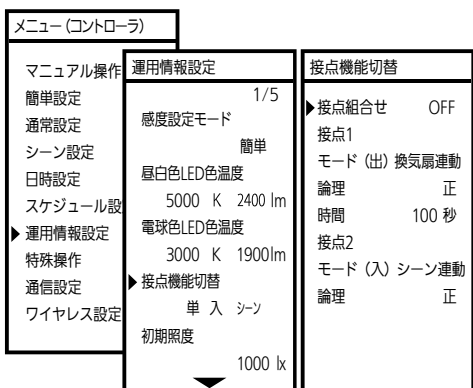 メニュー(コントローラ)
マニュアル操作
簡単設定
通常設定
シーン設定
日時設定
スケジュール設
運用情報設定
特殊操作
通信設定
ワイヤレス設定
運用情報設定
1/5
感度設定モード
簡単
昼白色LED色温度
5000 K 2400 lm
電球色LED色温度
3000 K 1900lm
接点機能切替
単 入 シーン
初期照度
1000 lx
接点機能切替
接点組合せ OFF
接点1
モード (出) 換気扇連動
論理 正
時間 100 秒
接点2
モード (入) シーン連動
論理 正